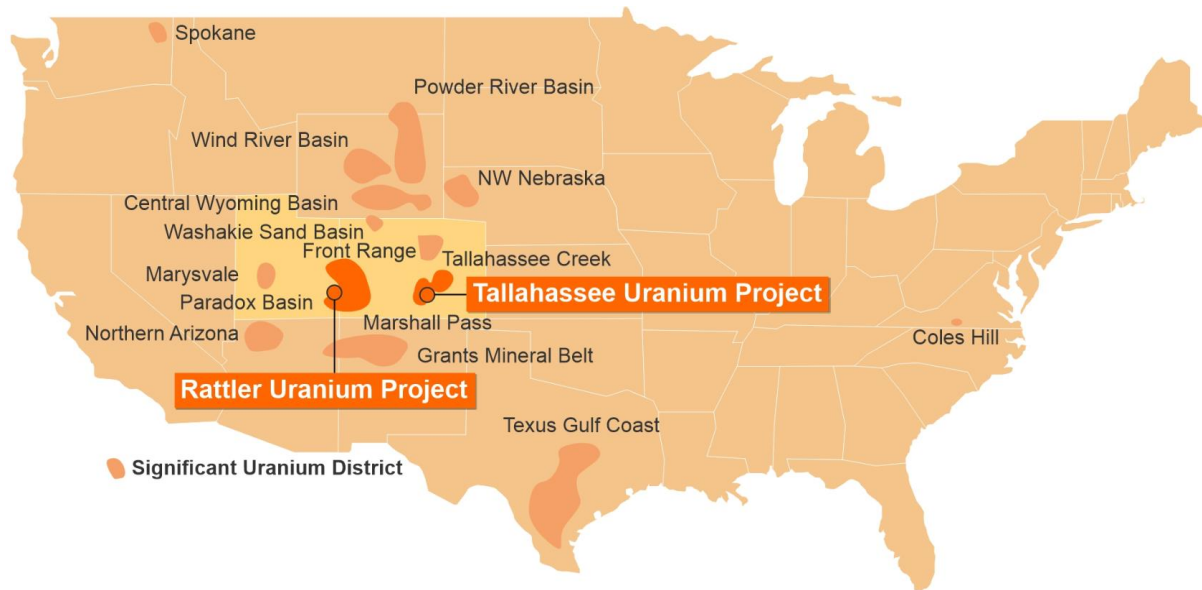 Spokane
Powder River Basin
Wind River Basin
NW Nebraska
Central Wyoming Basin
Washakie Sand Basin
Front Range
Tallahassee Creek
Marysvale
Tallahassee Uranium Project
Paradox Basin
Marshall Pass
Northern Arizona
Coles Hill
Grants Mineral Belt
Rattler Uranium Project
Texus Gulf Coast
Significant Uranium District